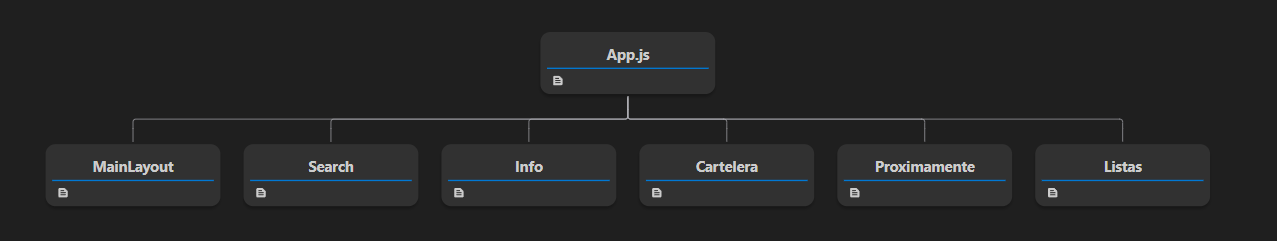 App.js
MainLayout
Search
Info
Cartelera
Proximamente
Listas